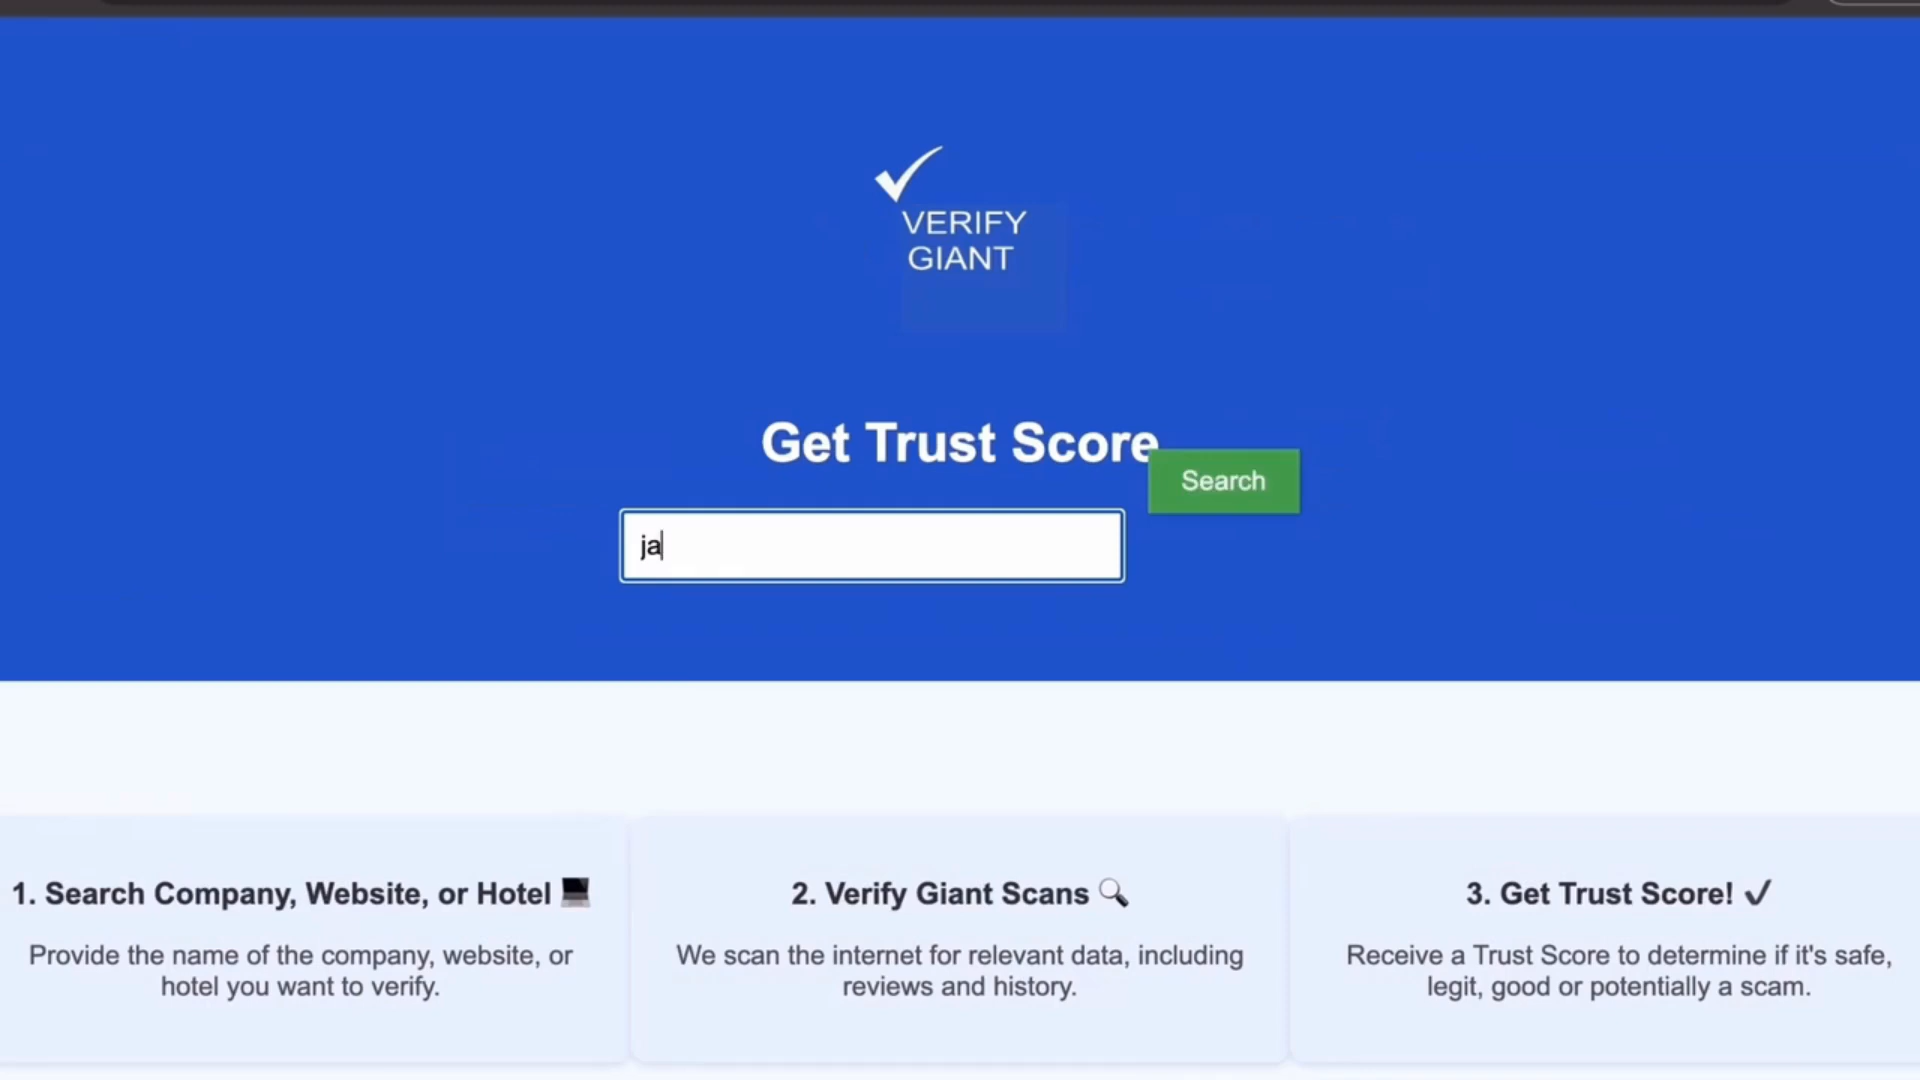 VERIFY
GIANT
Get Trust Score
Search
ja
1. Search Company, Website, or Hotel
Provide the name of the company, website, or
hotel you want to verify.
2. Verify Giant Scans
We scan the internet for relevant data, including
reviews and history.
3. Get Trust Score!
Receive a Trust Score to determine if it's safe,
legit, good or potentially a scam.